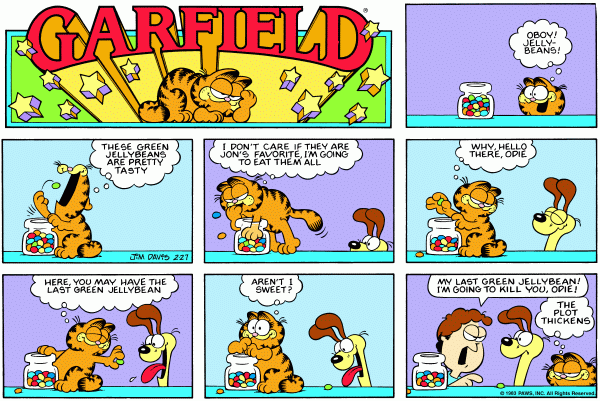 GARFIELD®
OBOY!
JELLY-
BEANS!
THESE GREEN
JELLYBEANS
ARE PRETTY
TASTY
JIM DAVIS 2-27
I DON'T CARE IF THEY ARE
JON'S FAVORITE, I'M GOING
TO EAT THEM ALL
WHY, HELLO
THERE, ODIE
HERE, YOU MAY HAVE THE
LAST GREEN JELLYBEAN
AREN'T I
SWEET?
MY LAST GREEN JELLYBEAN!
I'M GOING TO KILL YOU, ODIE!
THE
PLOT
THICKENS
© 1983 PAWS, INC. All Rights Reserved.